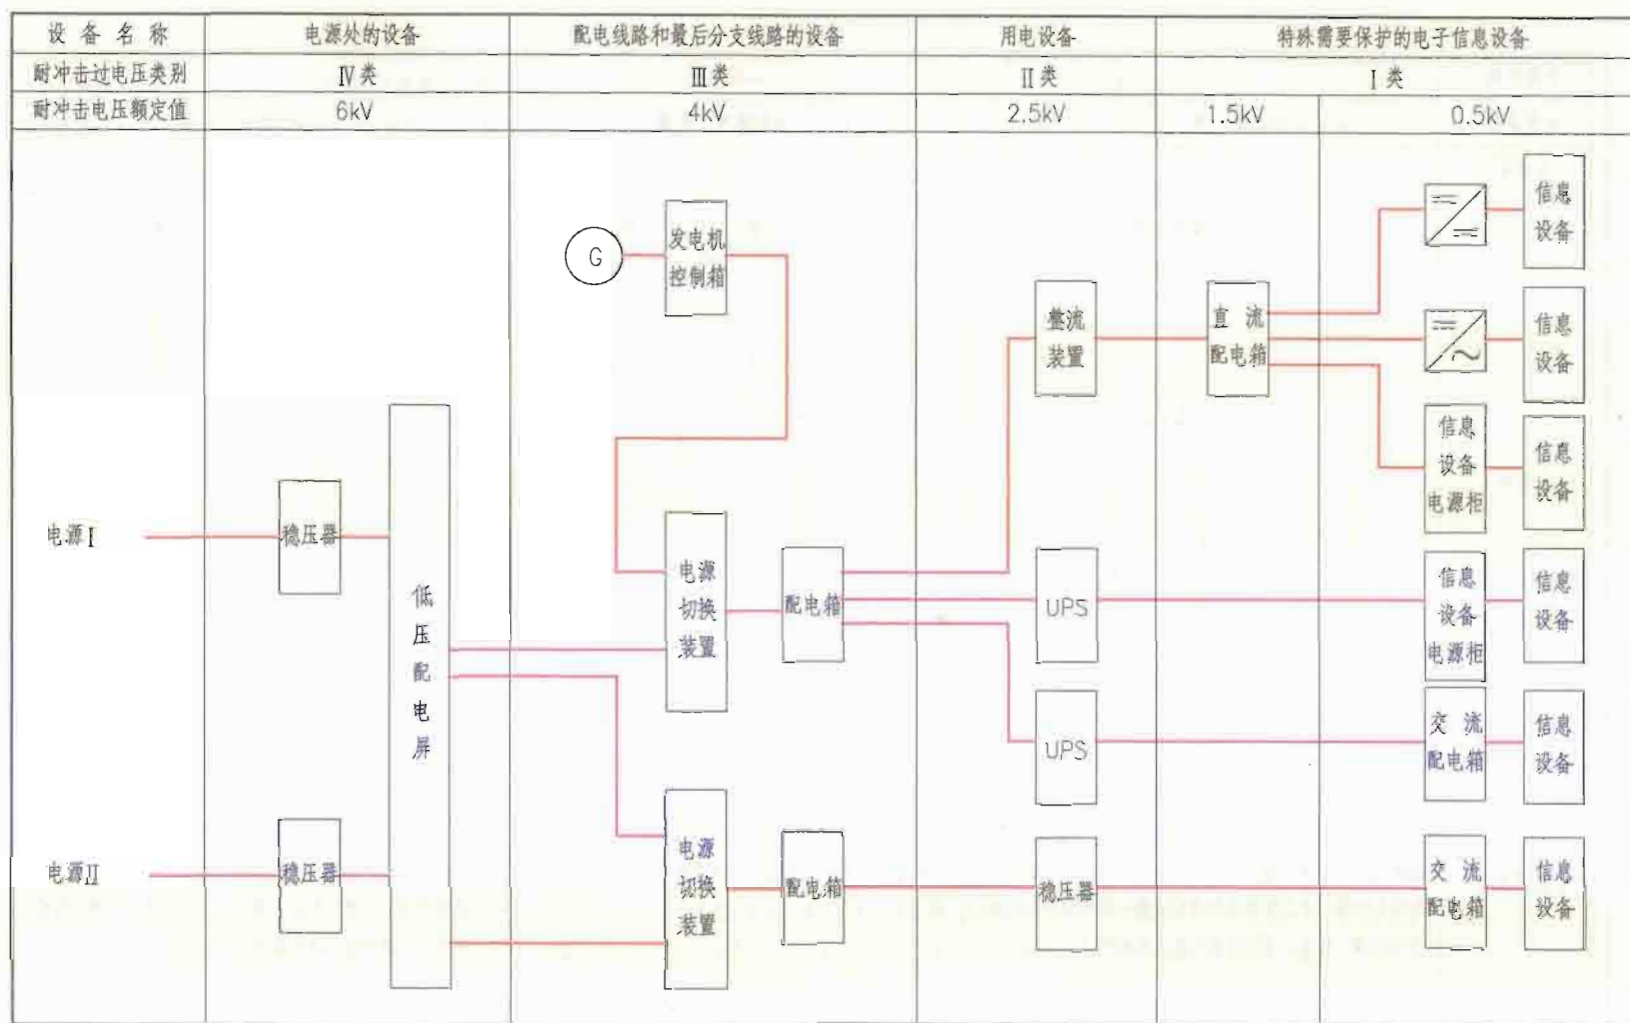 设备名称 电源处的设备 配电线路和最后分支线路的设备 用电设备 特殊需要保护的电子信息设备
耐冲击过电压类别 Ⅳ类 Ⅲ类 Ⅱ类 Ⅰ类
耐冲击电压额定值 6kV 4kV 2.5kV 1.5kV 0.5kV
电源Ⅰ
电源Ⅱ
稳压器
稳压器
低
压
配
电
屏
G
发电机
控制箱
电源
切换
装置
配电箱
电源
切换
装置
配电箱
整流
装置
UPS
UPS
稳压器
直流
配电箱
信息
设备
信息
设备
信息
设备
电源柜
信息
设备
信息
设备
电源柜
信息
设备
交流
配电箱
信息
设备
交流
配电箱
信息
设备